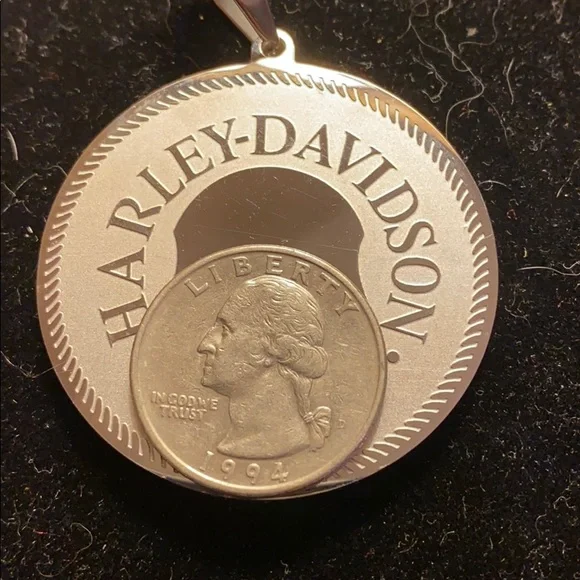 HARLEY-DAVIDSON.
LIBERTY
IN GOD WE
TRUST
D
1994